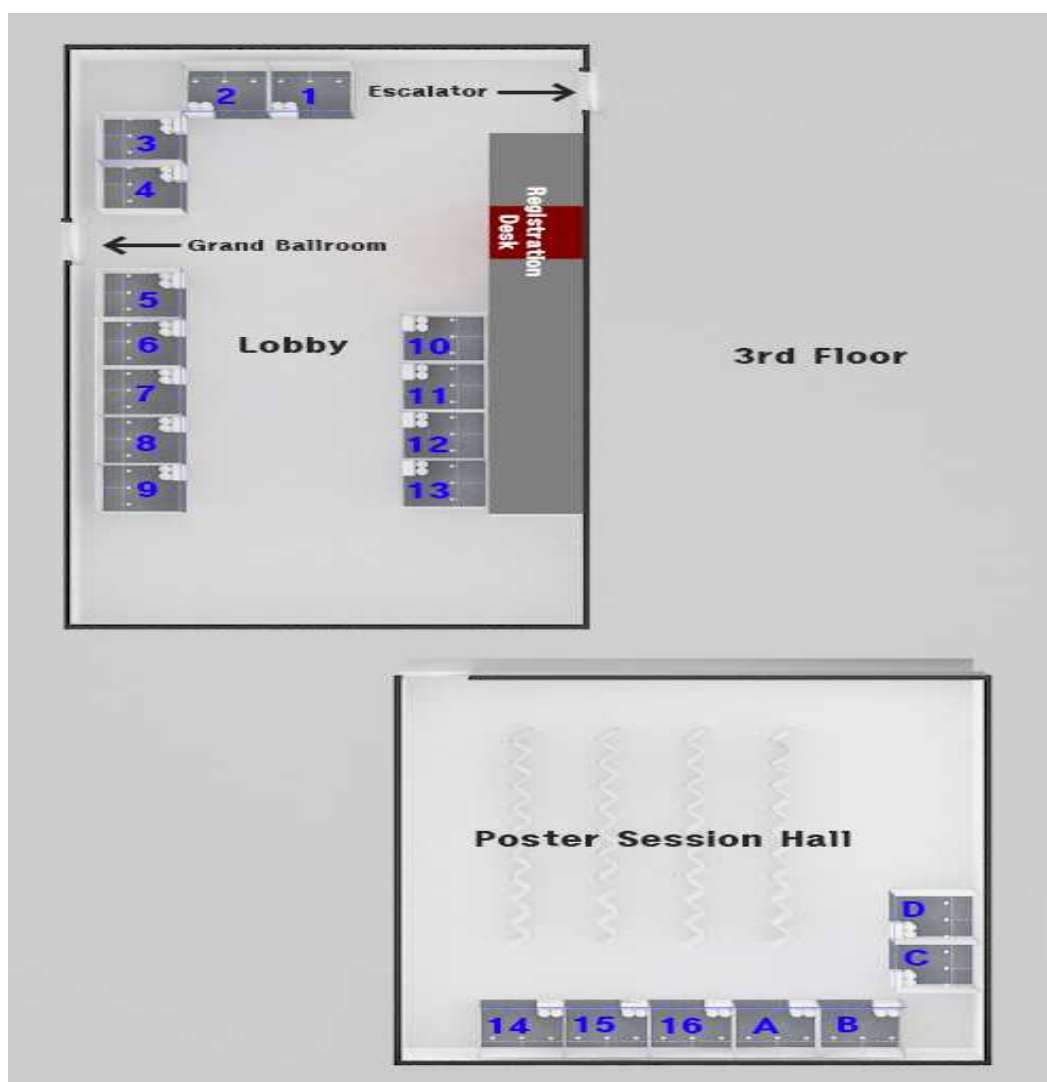 2 1 Escalator
3
4
Registration
Desk
Grand Ballroom
5
6 Lobby 10
3rd Floor
7 11
8 12
9 13
Poster Session Hall
D
C
14 15 16 A B